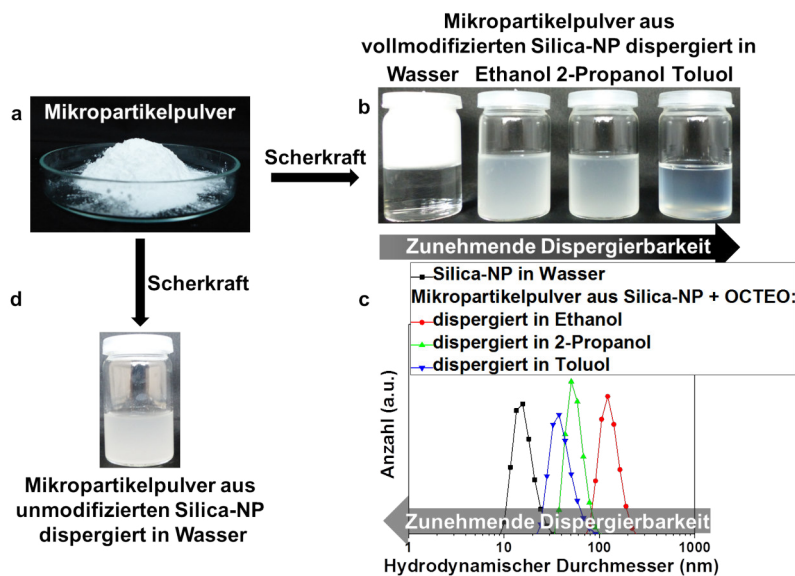 Mikropartikelpulver aus
vollmodifizierten Silica-NP dispergiert in
Wasser Ethanol 2-Propanol Toluol
a
Mikropartikelpulver
Scherkraft
b
Zunehmende Dispergierbarkeit
Scherkraft
d
Mikropartikelpulver aus
unmodifizierten Silica-NP
dispergiert in Wasser
c
Silica-NP in Wasser
Mikropartikelpulver aus Silica-NP + OCTEO:
dispergiert in Ethanol
dispergiert in 2-Propanol
dispergiert in Toluol
Anzahl (a.u.)
Zunehmende Dispergierbarkeit
1 10 100 1000
Hydrodynamischer Durchmesser (nm)